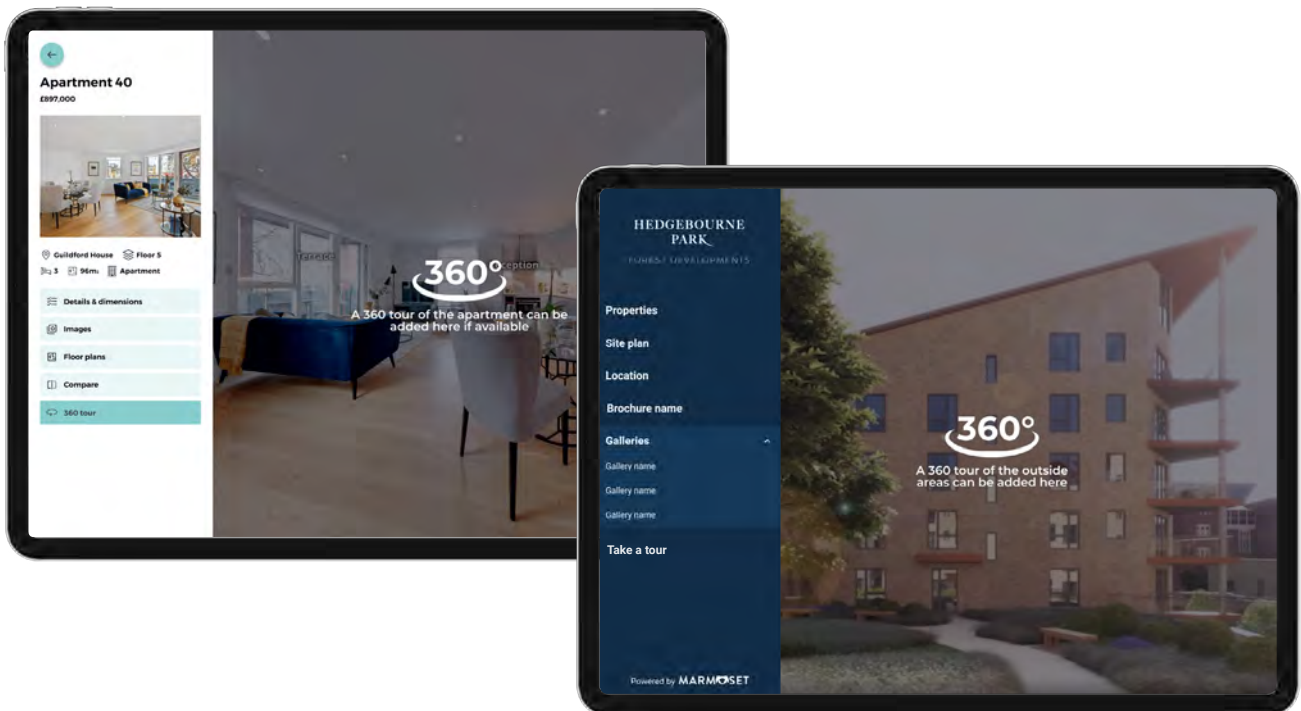 Apartment 40
£897,000
Guildford House Floor 5
3 96m² Apartment
Details & dimensions
Images
Floor plans
Compare
360 tour
Terrace
ception
360°
A 360 tour of the apartment can be
added here if available
HEDGEBOURNE
PARK
FOREST DEVELOPMENTS
Properties
Site plan
Location
Brochure name
Galleries
Gallery name
Gallery name
Gallery name
Take a tour
Powered by MARMOSET
360°
A 360 tour of the outside
areas can be added here